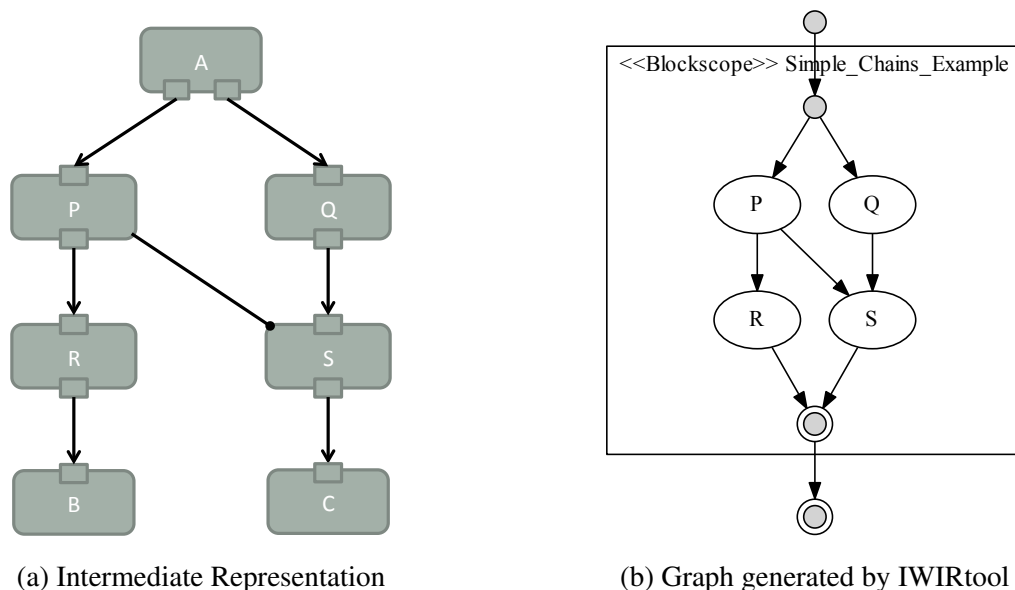 A
P
Q
R
S
B
C
(a) Intermediate Representation
<<Blockscope>> Simple_Chains_Example
P
Q
R
S
(b) Graph generated by IWIRtool